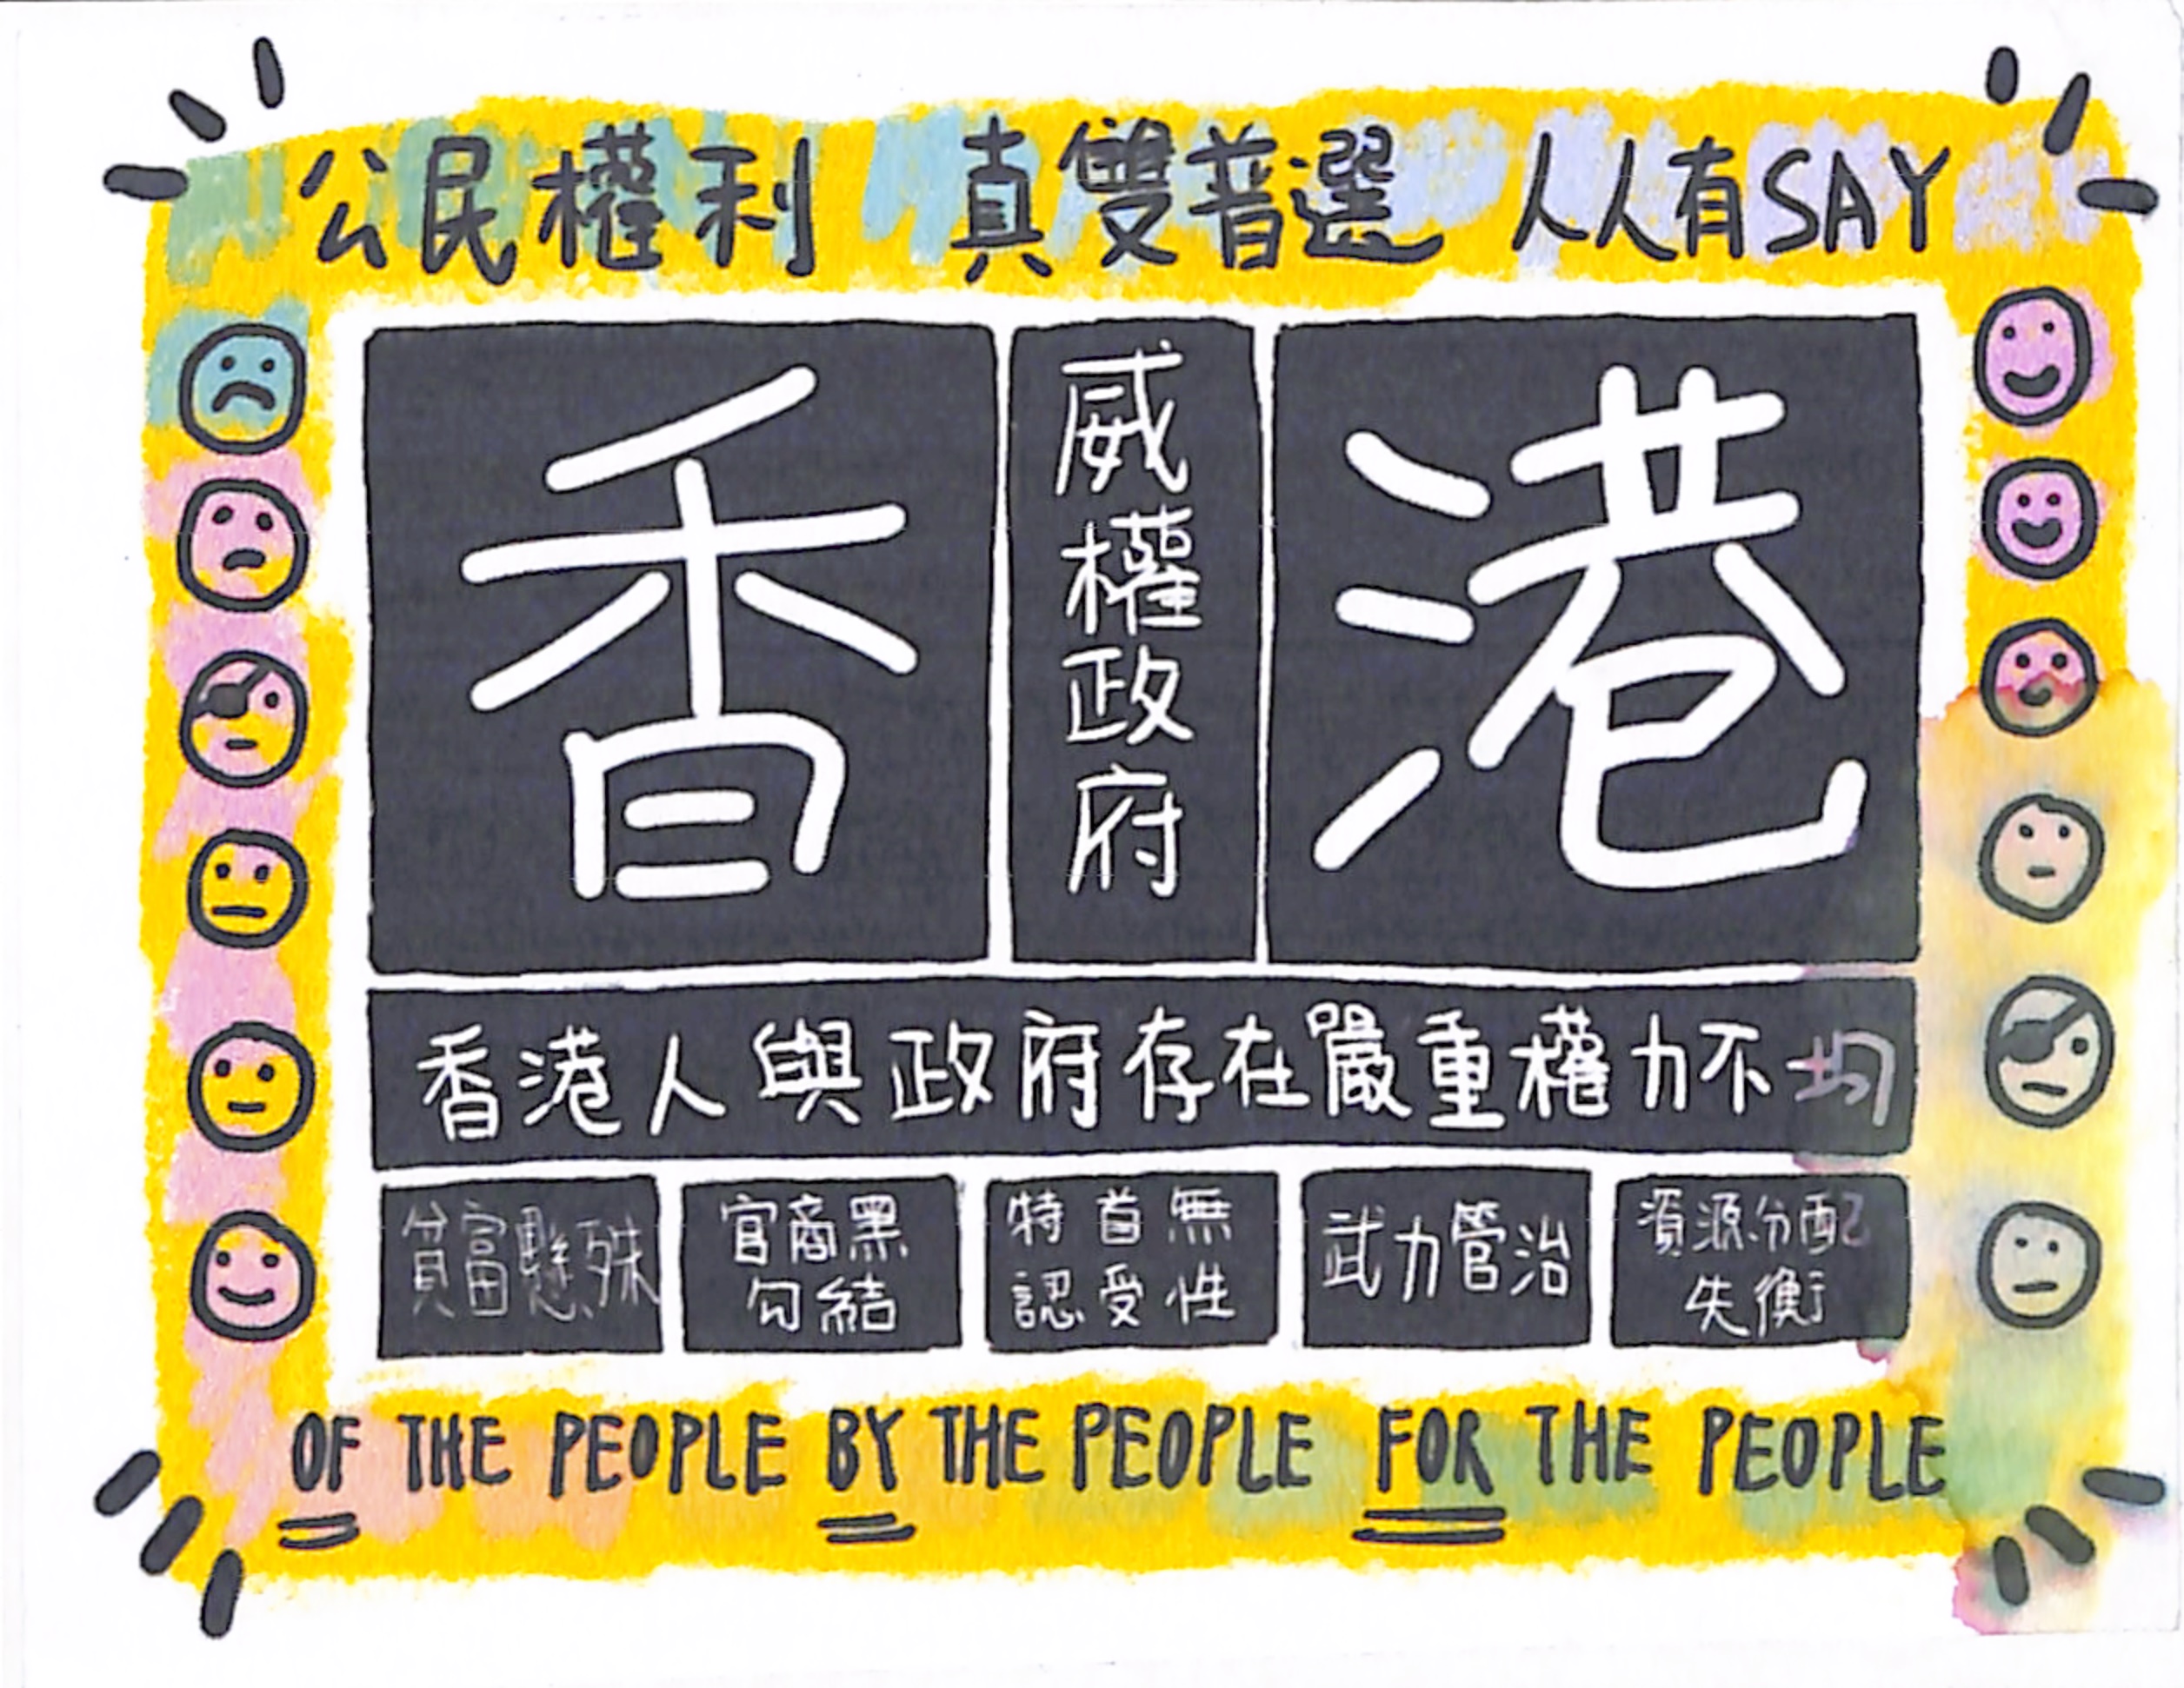 公民權利 真雙普選 人人有SAY
香
威權政府
港
香港人與政府存在嚴重權力不均
貧富懸殊
官商黑
勾結
特首無
認受性
武力管治
資源分配
失衡
OF THE PEOPLE BY THE PEOPLE FOR THE PEOPLE